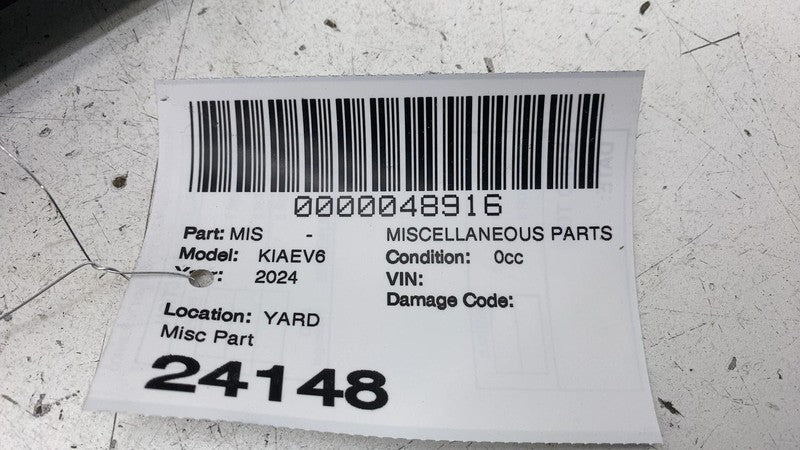 0000048916
Part: MIS - MISCELLANEOUS PARTS
Model: KIAEV6 Condition: 0cc
Year: 2024 VIN:
Damage Code:
Location: YARD
Misc Part
24148